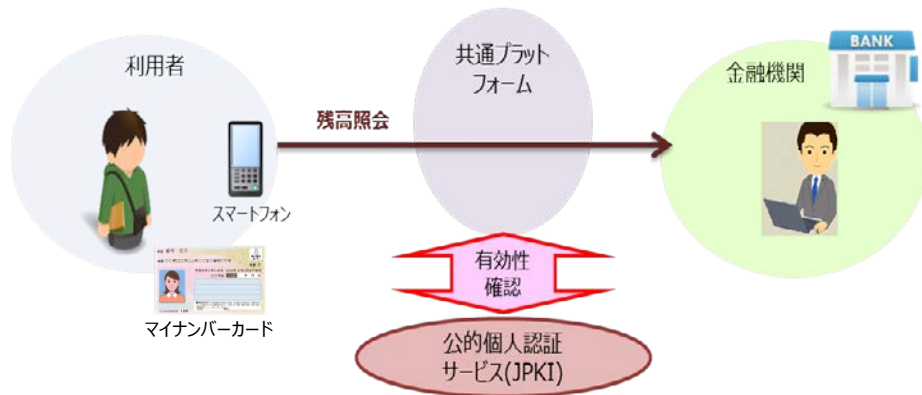 利用者
共通プラット
フォーム
BANK
金融機関
残高照会
スマートフォン
マイナンバーカード
有効性
確認
公的個人認証
サービス(JPKI)